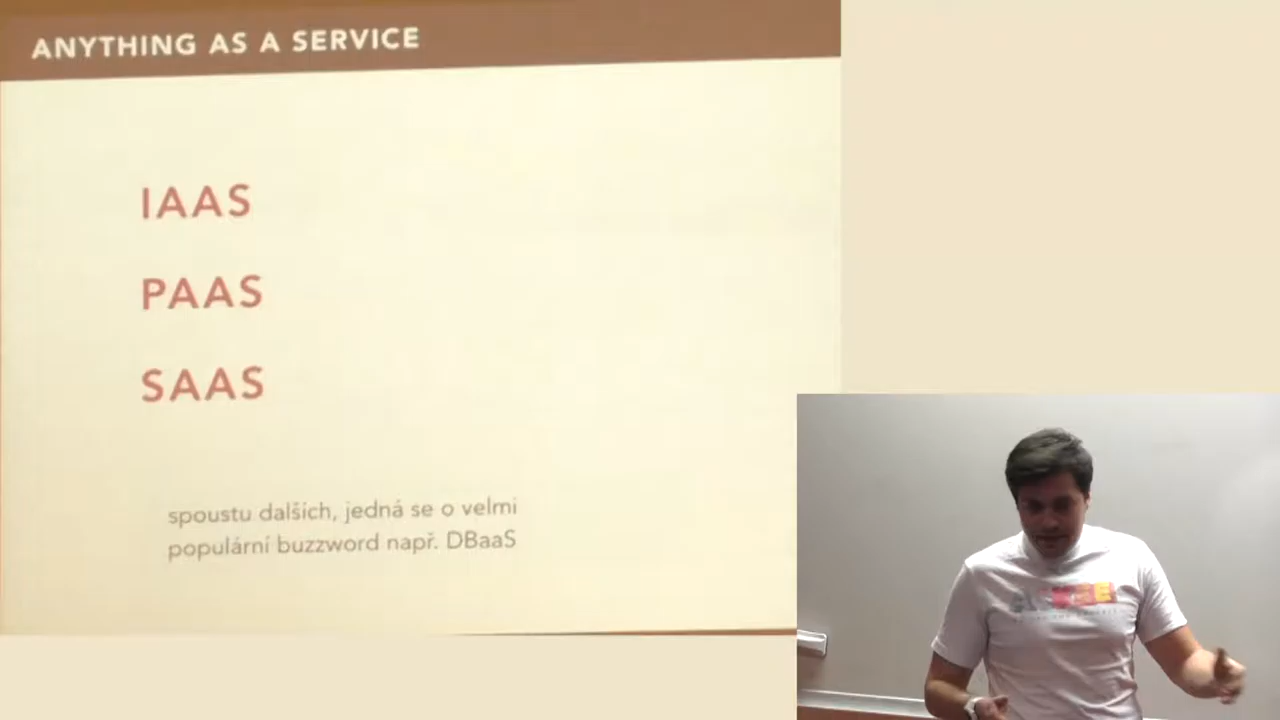 ANYTHING AS A SERVICE
IAAS
PAAS
SAAS
spoustu dalších, jedná se o velmi
populární buzzword např. DBaaS